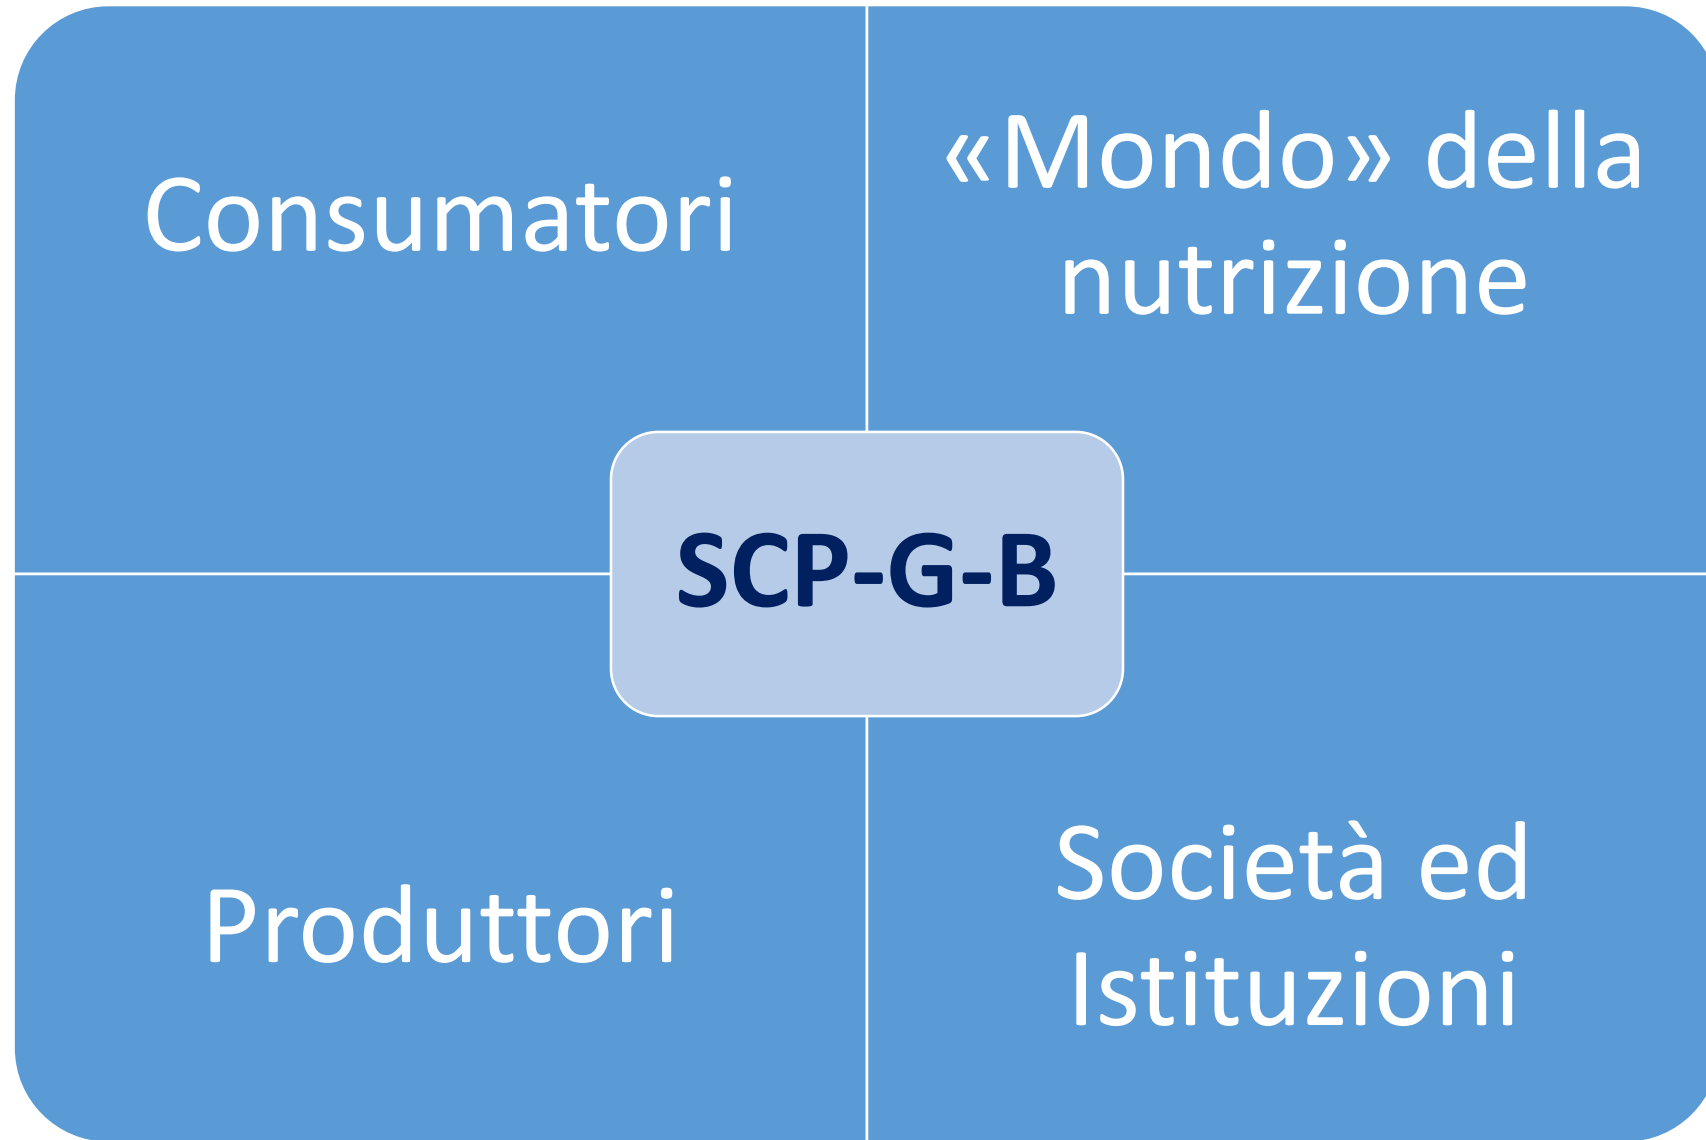 Consumatori
«Mondo» della
nutrizione
SCP-G-B
Produttori
Società ed
Istituzioni